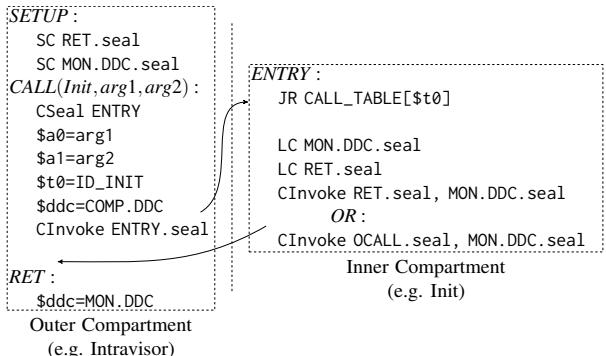 SETUP :
SC RET.seal
SC MON.DDC.seal
CALL(Init,arg1,arg2) :
CSeal ENTRY
$a0=arg1
$a1=arg2
$t0=ID_INIT
$ddc=COMP.DDC
CInvoke ENTRY.seal
RET :
$ddc=MON.DDC
Outer Compartment
(e.g. Intravisor)
ENTRY :
JR CALL_TABLE[$t0]
LC MON.DDC.seal
LC RET.seal
CInvoke RET.seal, MON.DDC.seal
OR :
CInvoke OCALL.seal, MON.DDC.seal
Inner Compartment
(e.g. Init)